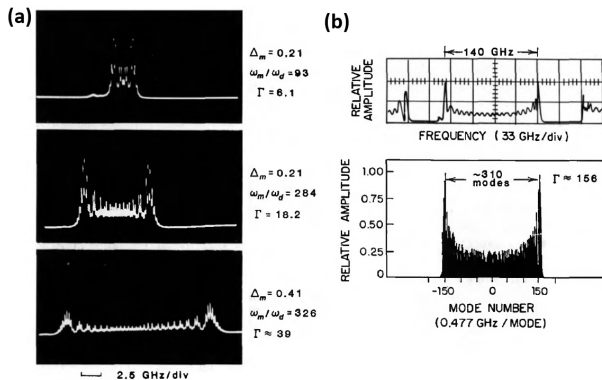 (a)
Δm = 0.21
ωm/ωd = 93
Γ = 6.1
Δm = 0.21
ωm/ωd = 284
Γ = 18.2
Δm = 0.41
ωm/ωd = 326
Γ ≈ 39
2.5 GHz/div
(b)
140 GHz
RELATIVE
AMPLITUDE
FREQUENCY (33 GHz/div)
RELATIVE AMPLITUDE
1.00
0.75
0.50
0.25
0
~310
modes
Γ ≈ 156
-150
0
150
MODE NUMBER
(0.477 GHz / MODE)